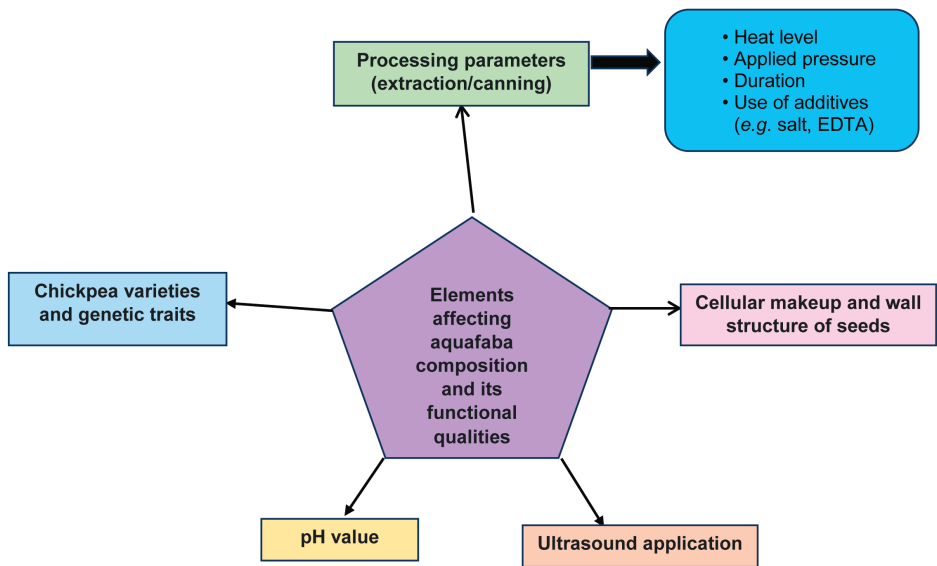 Processing parameters
(extraction/canning)
• Heat level
• Applied pressure
• Duration
• Use of additives
(e.g. salt, EDTA)
Chickpea varieties
and genetic traits
Elements
affecting
aquafaba
composition
and its
functional
qualities
Cellular makeup and wall
structure of seeds
pH value
Ultrasound application